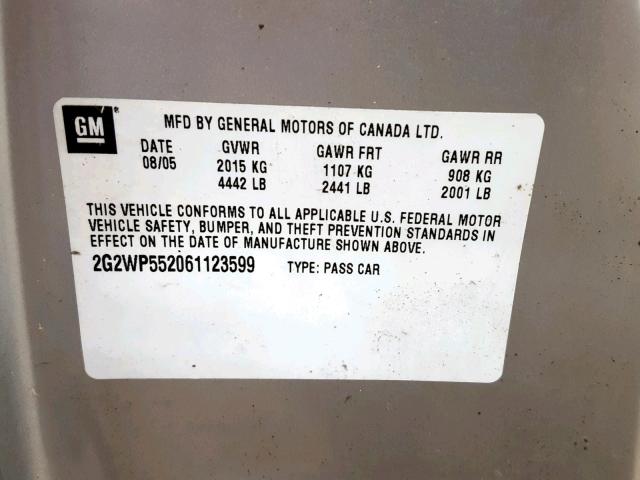 GM
MFD BY GENERAL MOTORS OF CANADA LTD.
DATE GVWR GAWR FRT GAWR RR
08/05 2015 KG 1107 KG 908 KG
4442 LB 2441 LB 2001 LB
THIS VEHICLE CONFORMS TO ALL APPLICABLE U.S. FEDERAL MOTOR
VEHICLE SAFETY, BUMPER, AND THEFT PREVENTION STANDARDS IN
EFFECT ON THE DATE OF MANUFACTURE SHOWN ABOVE.
2G2WP552061123599 TYPE: PASS CAR